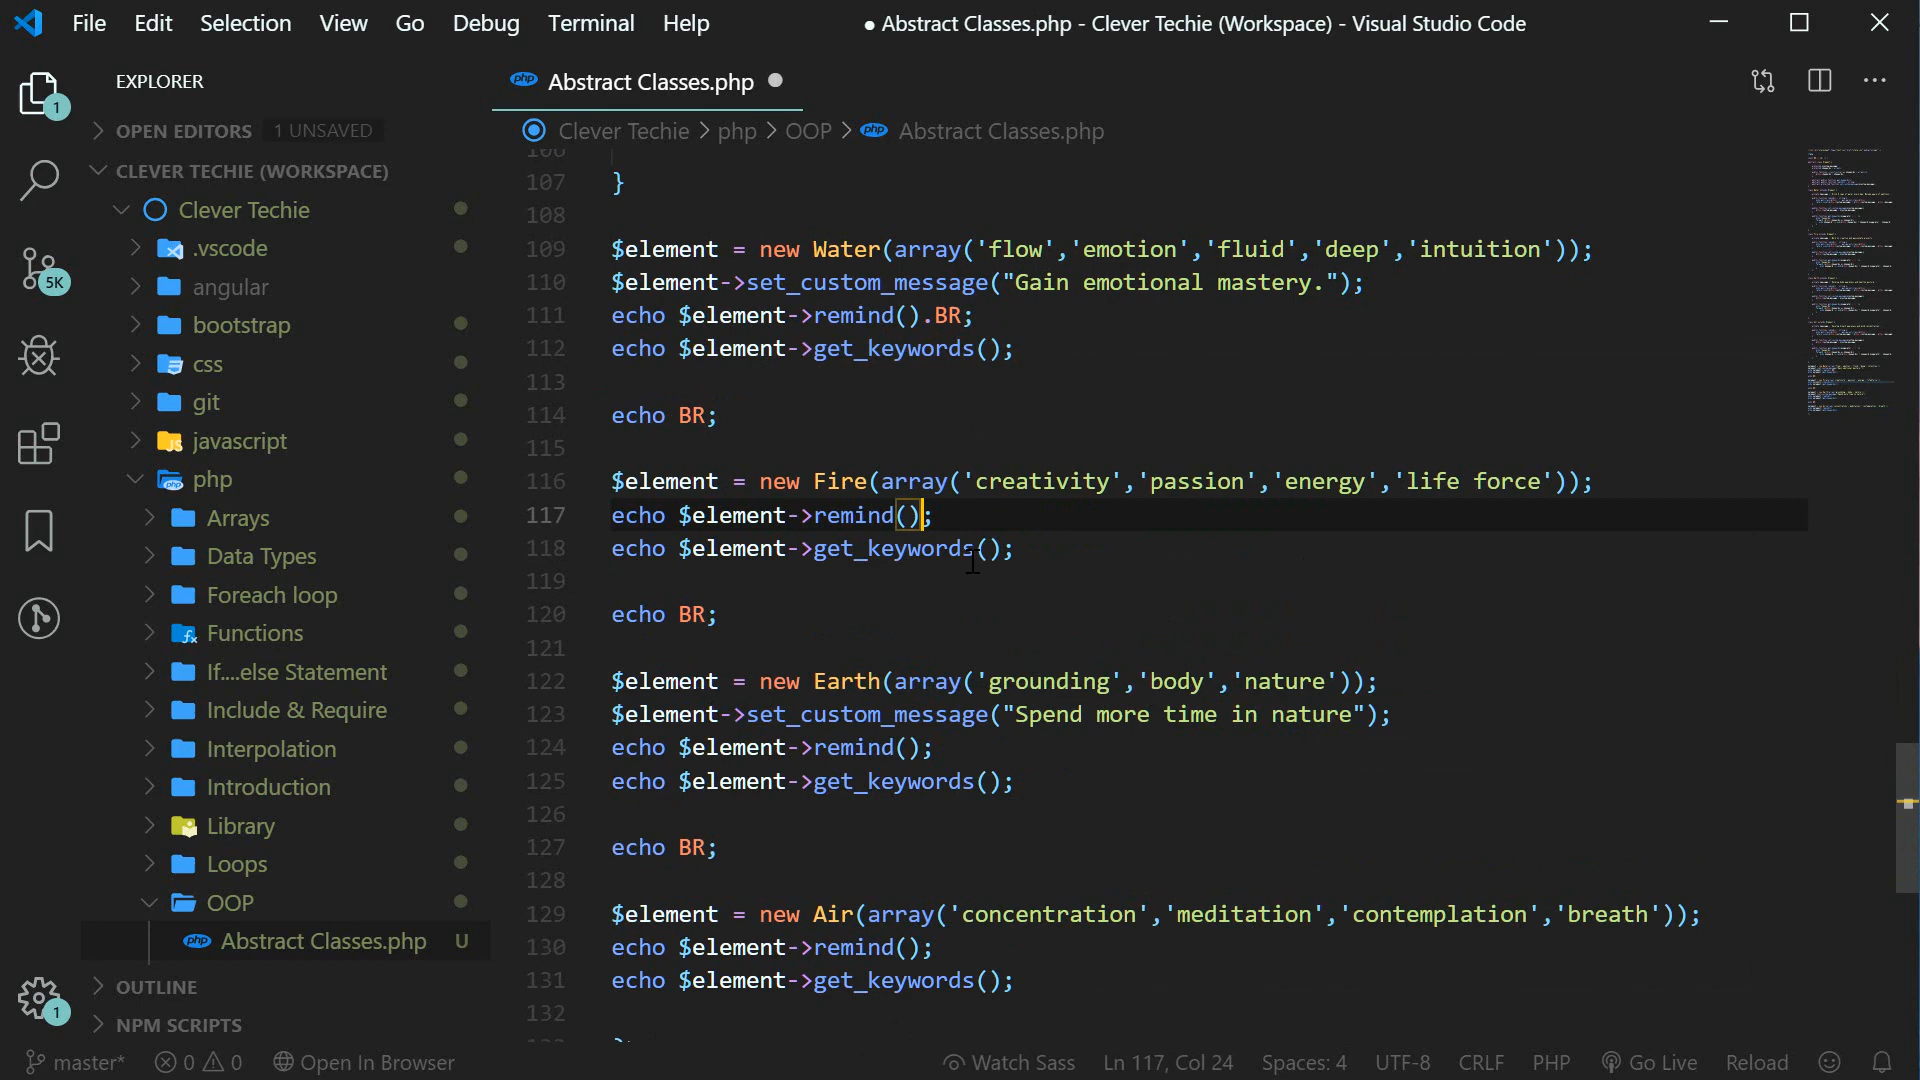 File Edit Selection View Go Debug Terminal Help ● Abstract Classes.php - Clever Techie (Workspace) - Visual Studio Code
EXPLORER
php Abstract Classes.php
1
OPEN EDITORS 1 UNSAVED
Clever Techie > php > OOP > php Abstract Classes.php
CLEVER TECHIE (WORKSPACE)
Clever Techie
.vscode
angular
5K
bootstrap
css
git
JS javascript
php
Arrays
Data Types
Foreach loop
Functions
If....else Statement
Include & Require
Interpolation
Introduction
Library
Loops
OOP
php Abstract Classes.php U
OUTLINE
1
NPM SCRIPTS
106
107 }
108
109 $element = new Water(array('flow','emotion','fluid','deep','intuition'));
110 $element->set_custom_message("Gain emotional mastery.");
111 echo $element->remind().BR;
112 echo $element->get_keywords();
113
114 echo BR;
115
116 $element = new Fire(array('creativity','passion','energy','life force'));
117 echo $element->remind();
118 echo $element->get_keywords();
119
120 echo BR;
121
122 $element = new Earth(array('grounding','body','nature'));
123 $element->set_custom_message("Spend more time in nature");
124 echo $element->remind();
125 echo $element->get_keywords();
126
127 echo BR;
128
129 $element = new Air(array('concentration','meditation','contemplation','breath'));
130 echo $element->remind();
131 echo $element->get_keywords();
132
master* 0 0 Open In Browser Watch Sass Ln 117, Col 24 Spaces: 4 UTF-8 CRLF PHP Go Live Reload